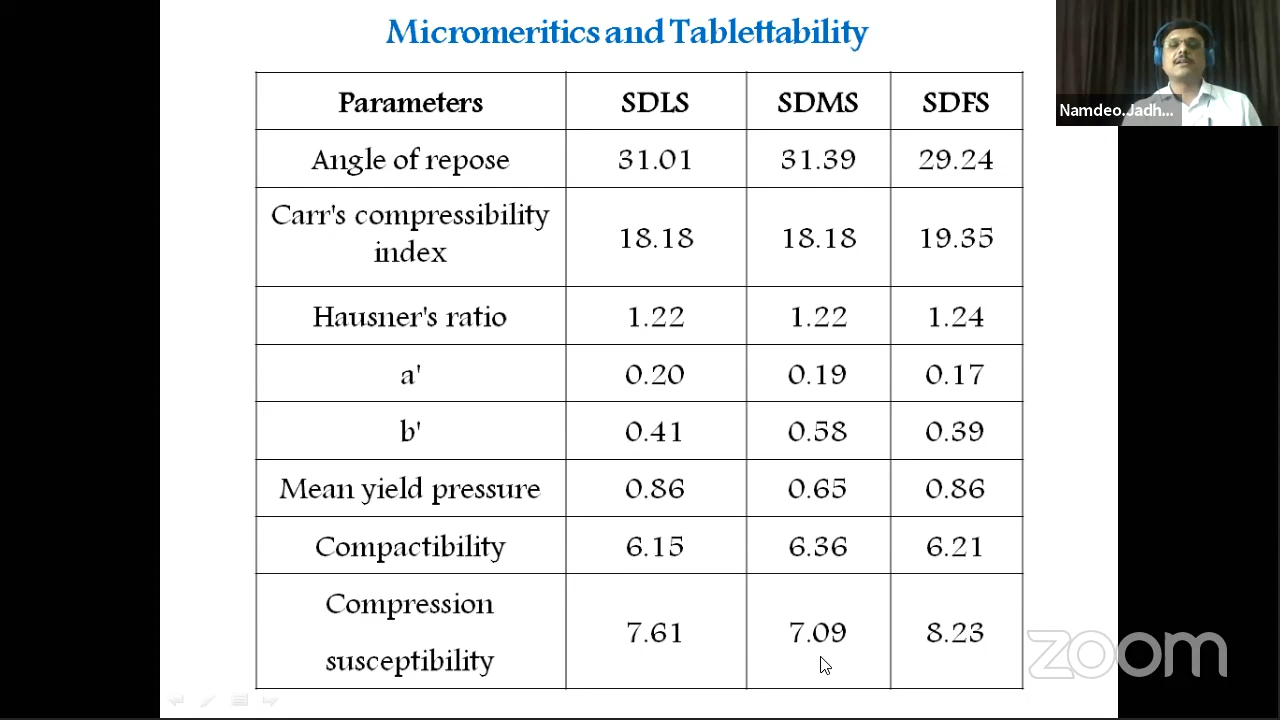 Micromeritics and Tablettability
Parameters SDLS SDMS SDFS
Angle of repose 31.01 31.39 29.24
Carr's compressibility
index 18.18 18.18 19.35
Hausner's ratio 1.22 1.22 1.24
a' 0.20 0.19 0.17
b' 0.41 0.58 0.39
Mean yield pressure 0.86 0.65 0.86
Compactibility 6.15 6.36 6.21
Compression
susceptibility 7.61 7.09 8.23
Namdeo.Jadh...
zoom